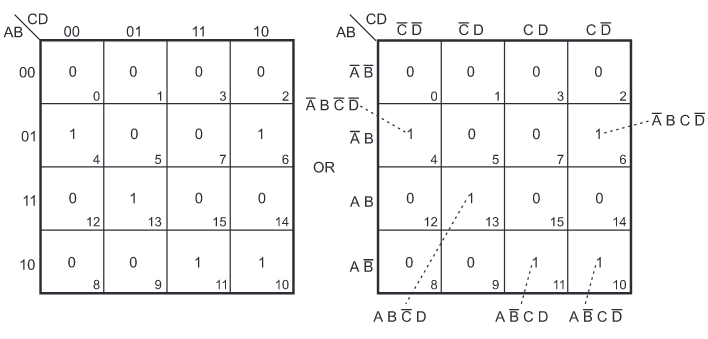 CD C̅ D̅ C̅ D C D C D̅
AB 00 01 11 10 AB
00 0 0 0 0 A̅ B̅ 0 0 0 0
0 1 3 2 0 1 3 2
A̅ B C̅ D̅
A̅ B C D̅
01 1 0 0 1 A̅ B 1 0 0 1
4 5 7 6 4 5 7 6
OR
11 0 1 0 0 A B 0 1 0 0
12 13 15 14 12 13 15 14
10 0 0 1 1 A B̅ 0 0 1 1
8 9 11 10 8 9 11 10
A B C̅ D A B̅ C D A B̅ C D̅